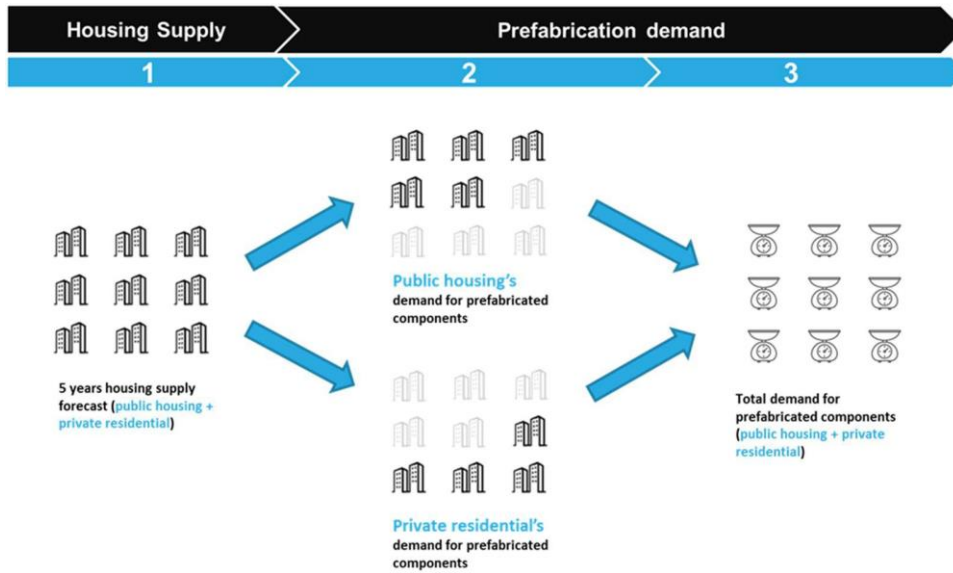 Housing Supply
Prefabrication demand
1
2
3
Public housing's
demand for prefabricated
components
5 years housing supply
forecast (public housing +
private residential)
Private residential's
demand for prefabricated
components
Total demand for
prefabricated components
(public housing + private
residential)